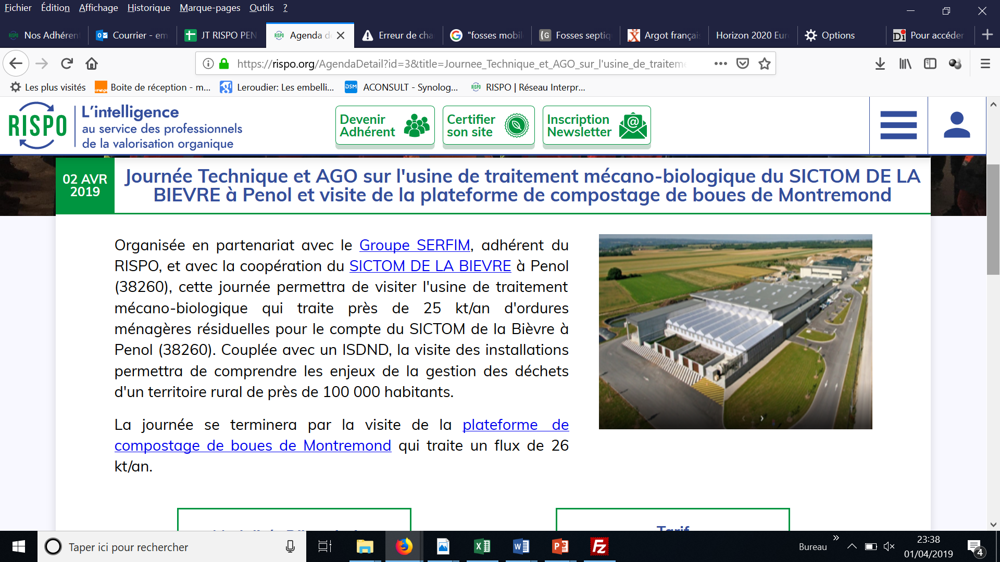 Fichier Édition Affichage Historique Marque-pages Outils ?
Nos Adhéren Courrier - em JT RISPO PEN Agenda d Erreur de cha "fosses mobil Fosses septiq Argot françai Horizon 2020 Eur Options Pour accéder
https://rispo.org/AgendaDetail?id=3&title=Journee_Technique_et_AGO_sur_l'usine_de_traiteme
Les plus visités Boite de réception - m... Leroudier: Les embelli... ACONSULT - Synolog... RISPO | Réseau Interpr...
RISPO
L'intelligence
au service des professionnels
de la valorisation organique
Devenir
Adhérent
Certifier
son site
Inscription
Newsletter
02 AVR
2019
Journée Technique et AGO sur l'usine de traitement mécano-biologique du SICTOM DE LA
BIEVRE à Penol et visite de la plateforme de compostage de boues de Montremond
Organisée en partenariat avec le Groupe SERFIM, adhérent du
RISPO, et avec la coopération du SICTOM DE LA BIEVRE à Penol
(38260), cette journée permettra de visiter l'usine de traitement
mécano-biologique qui traite près de 25 kt/an d'ordures
ménagères résiduelles pour le compte du SICTOM de la Bièvre à
Penol (38260). Couplée avec un ISDND, la visite des installations
permettra de comprendre les enjeux de la gestion des déchets
d'un territoire rural de près de 100 000 habitants.
La journée se terminera par la visite de la plateforme de
compostage de boues de Montremond qui traite un flux de 26
kt/an.
Tarif
Taper ici pour rechercher
Bureau
23:38
01/04/2019
4